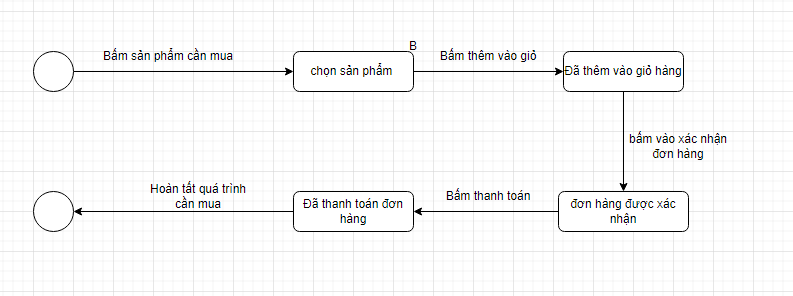 Bấm sản phẩm cần mua
chọn sản phẩm
B
Bấm thêm vào giỏ
Đã thêm vào giỏ hàng
bấm vào xác nhận
đơn hàng
đơn hàng được xác
nhận
Bấm thanh toán
Đã thanh toán đơn
hàng
Hoàn tất quá trình
cần mua